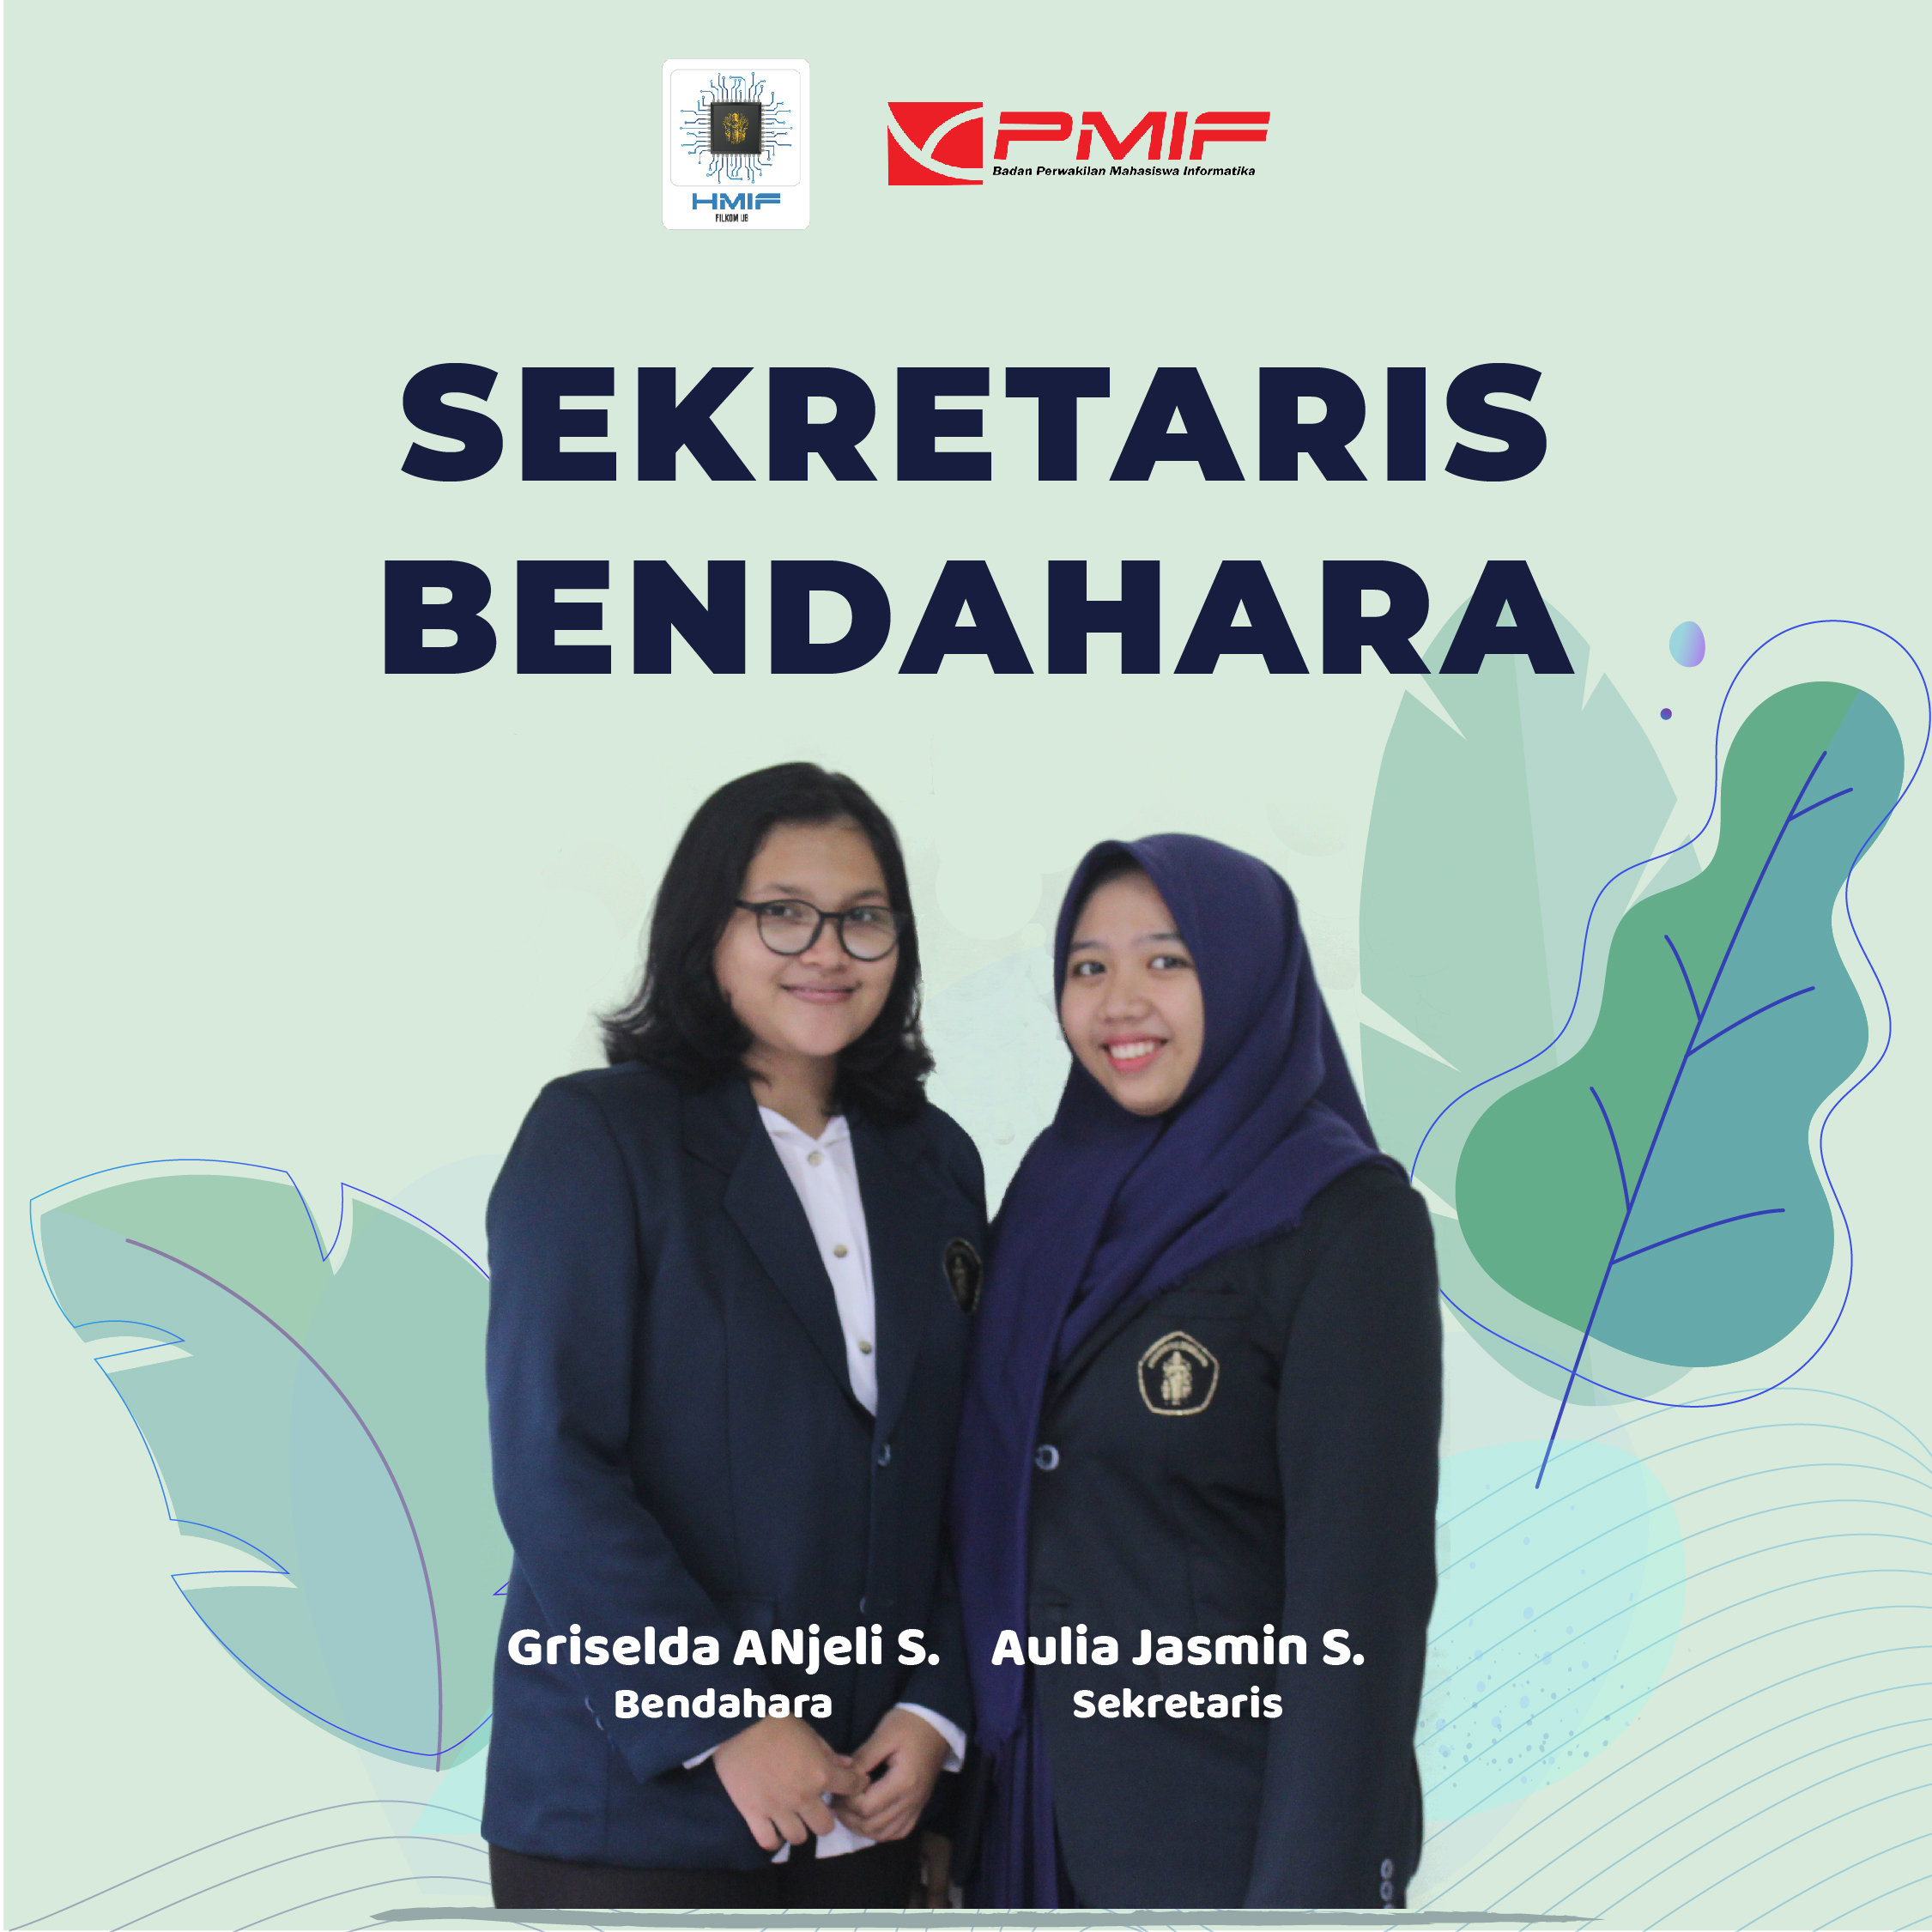 HMIF
FILKOM UB
PMIF
Badan Perwakilan Mahasiswa Informatika
SEKRETARIS
BENDAHARA
Griselda ANjeli S.
Aulia Jasmin S.
Bendahara
Sekretaris